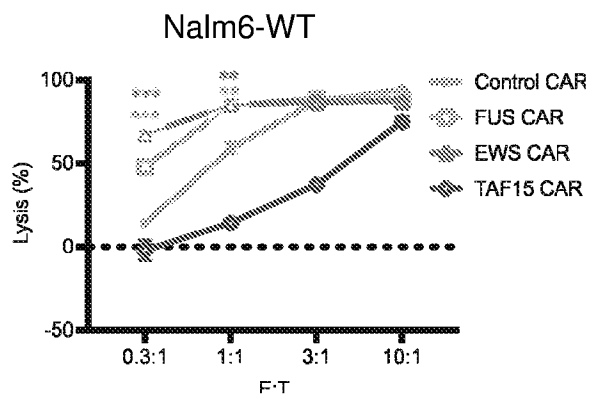 Nalm6-WT
100
50
0
-50
Lysis (%)
0.3:1
1:1
3:1
10:1
E:T
Control CAR
FUS CAR
EWS CAR
TAF15 CAR